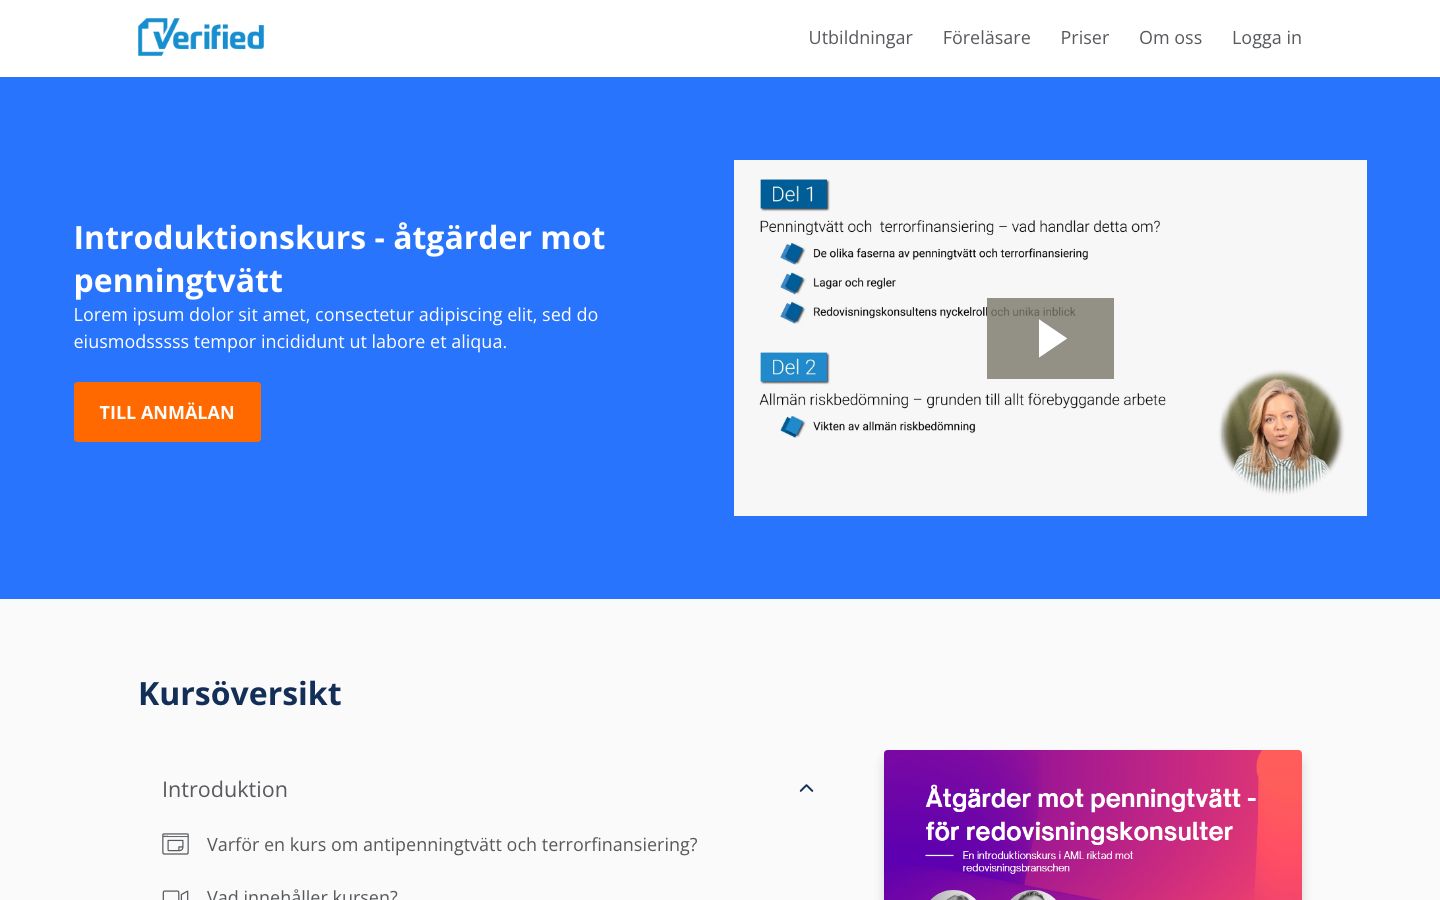 Verified
Utbildningar Föreläsare Priser Om oss Logga in
Introduktionskurs - åtgärder mot
penningtvätt
Lorem ipsum dolor sit amet, consectetur adipiscing elit, sed do
eiusmodsssss tempor incididunt ut labore et aliqua.
TILL ANMÄLAN
Del 1
Penningtvätt och terrorfinansiering – vad handlar detta om?
De olika faserna av penningtvätt och terrorfinansiering
Lagar och regler
Redovisningskonsultens nyckelroll och unika inblick
Del 2
Allmän riskbedömning – grunden till allt förebyggande arbete
Vikten av allmän riskbedömning
Kursöversikt
Introduktion
Varför en kurs om antipenningtvätt och terrorfinansiering?
Vad innehåller kursen?
Åtgärder mot penningtvätt -
för redovisningskonsulter
En introduktionskurs i AML riktad mot
redovisningsbranschen